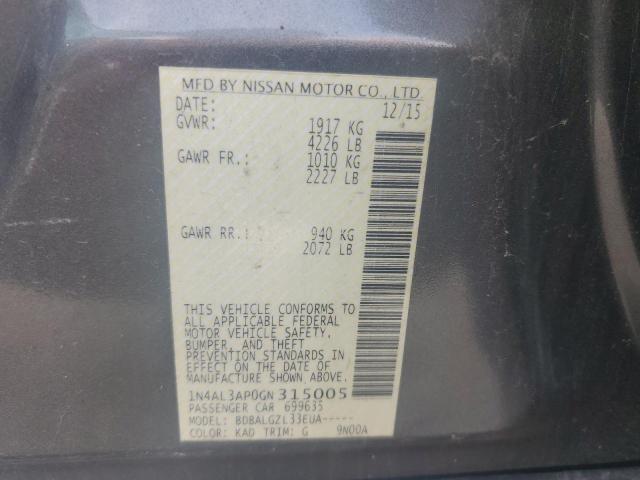 MFD BY NISSAN MOTOR CO., LTD.
DATE: 12/15
GVWR: 1917 KG
4226 LB
GAWR FR.: 1010 KG
2227 LB
GAWR RR.: 940 KG
2072 LB
THIS VEHICLE CONFORMS TO
ALL APPLICABLE FEDERAL
MOTOR VEHICLE SAFETY,
BUMPER, AND THEFT
PREVENTION STANDARDS IN
EFFECT ON THE DATE OF
MANUFACTURE SHOWN ABOVE.
1N4AL3AP0GN315005
PASSENGER CAR 699635
MODEL: BDBALGZL33EUA-----
COLOR: KAD TRIM: G 9N00A